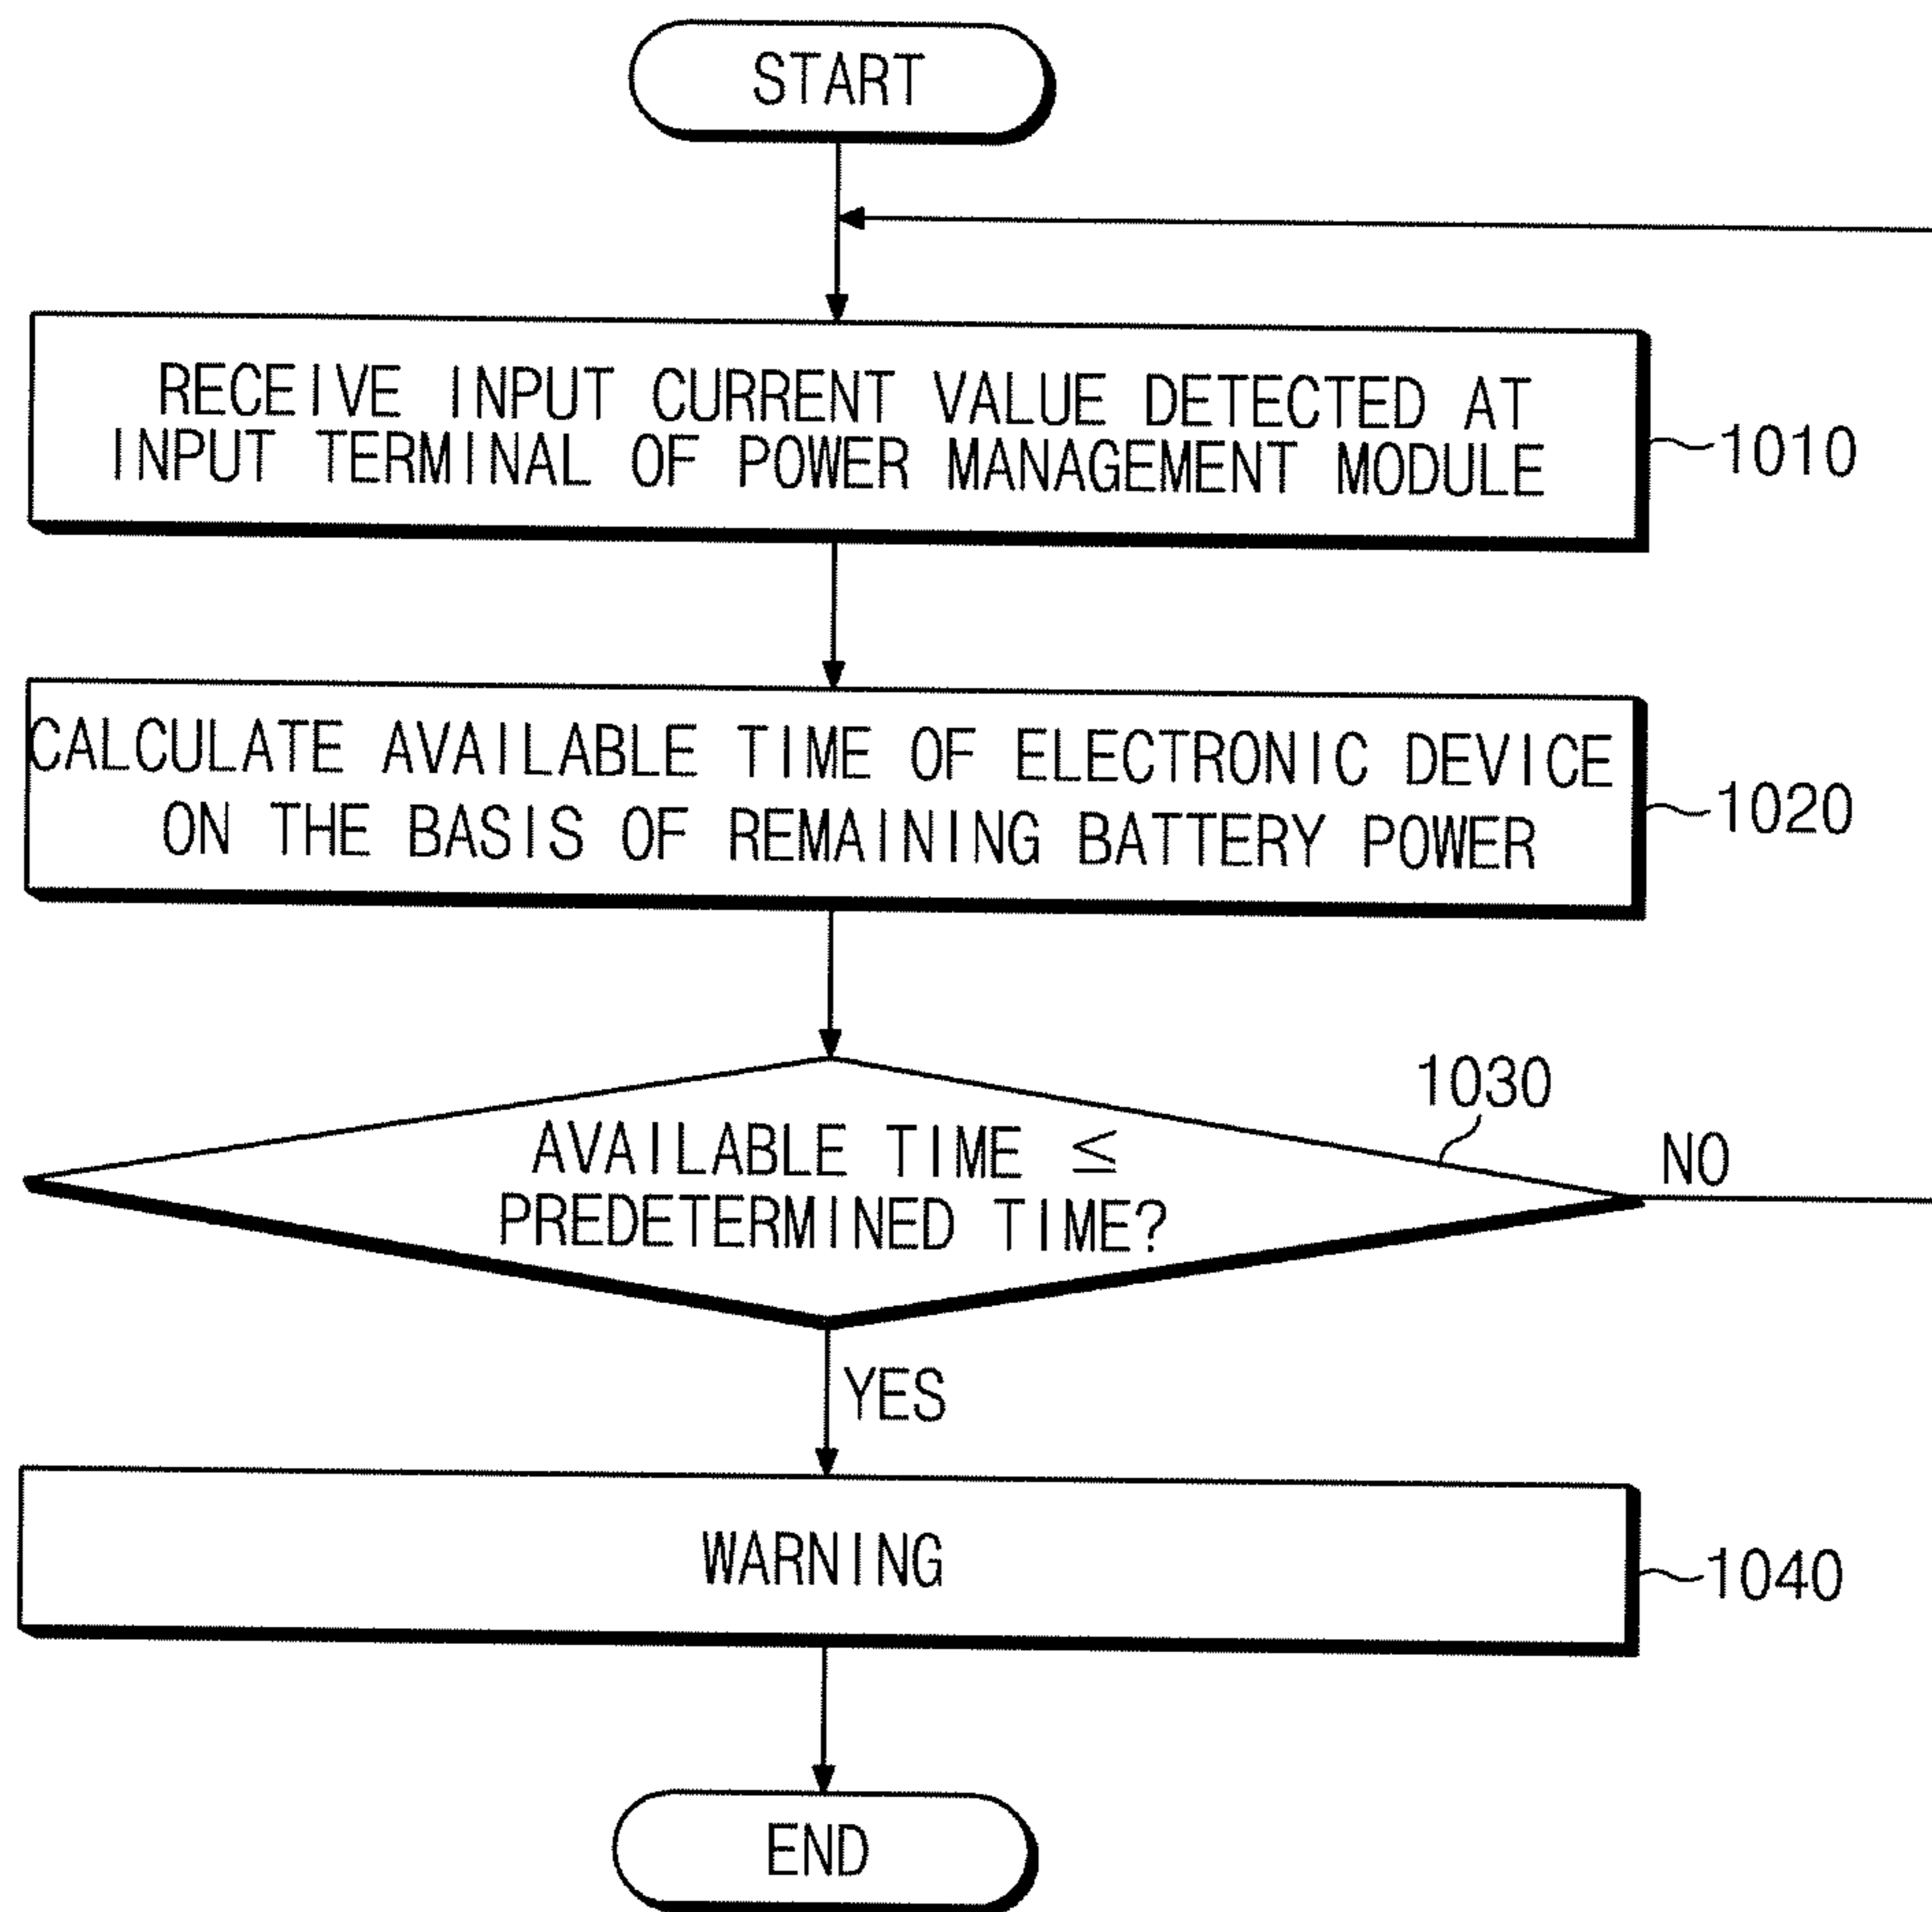 START
RECEIVE INPUT CURRENT VALUE DETECTED AT
INPUT TERMINAL OF POWER MANAGEMENT MODULE
1010
CALCULATE AVAILABLE TIME OF ELECTRONIC DEVICE
ON THE BASIS OF REMAINING BATTERY POWER
1020
1030
AVAILABLE TIME ≤
PREDETERMINED TIME?
NO
YES
WARNING
1040
END